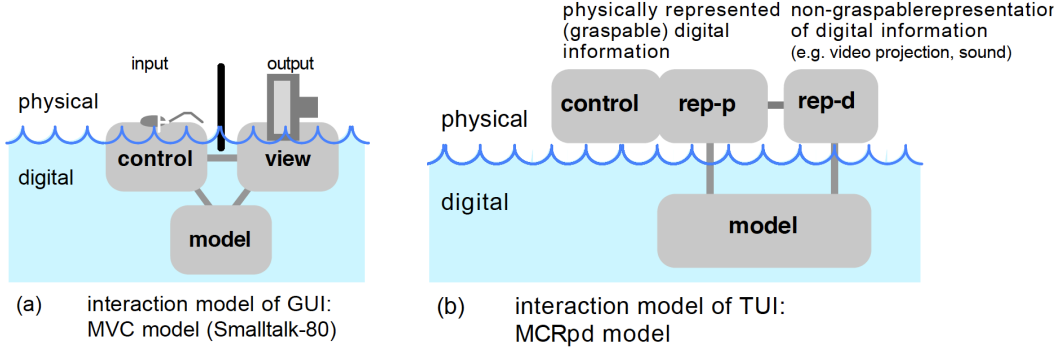 input
output
physical
digital
control
view
model
(a) interaction model of GUI:
MVC model (Smalltalk-80)
physically represented
(graspable) digital
information
non-graspablerepresentation
of digital information
(e.g. video projection, sound)
control
rep-p
rep-d
physical
digital
model
(b) interaction model of TUI:
MCRpd model